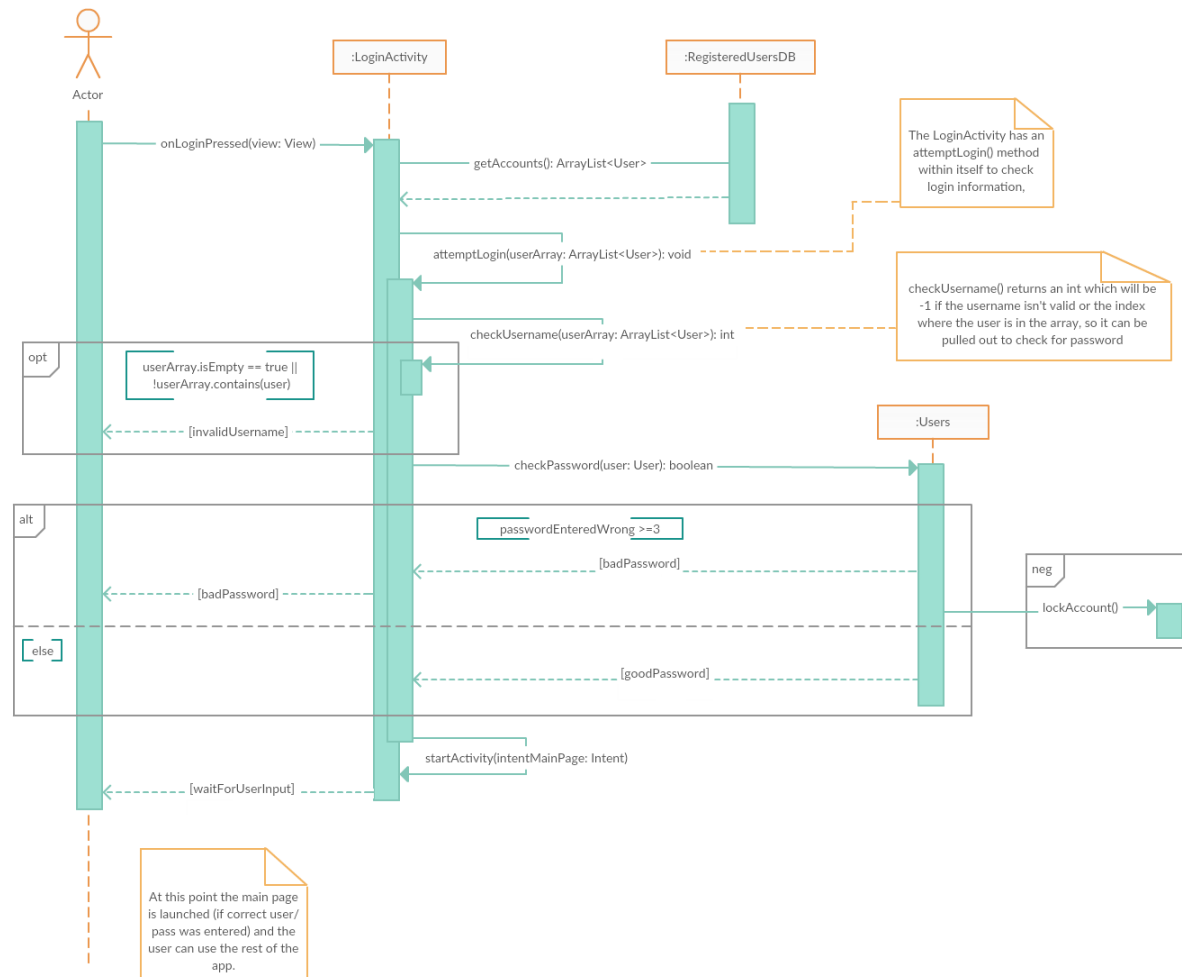 Actor
:LoginActivity
:RegisteredUsersDB
onLoginPressed(view: View)
getAccounts(): ArrayList<User>
The LoginActivity has an
attemptLogin() method
within itself to check
login information,
attemptLogin(userArray: ArrayList<User>): void
checkUsername() returns an int which will be
-1 if the username isn't valid or the index
where the user is in the array, so it can be
pulled out to check for password
checkUsername(userArray: ArrayList<User>): int
opt
userArray.isEmpty == true ||
!userArray.contains(user)
[invalidUsername]
:Users
checkPassword(user: User): boolean
alt
passwordEnteredWrong >=3
[badPassword]
[badPassword]
neg
lockAccount()
else
[goodPassword]
startActivity(intentMainPage: Intent)
[waitForUserInput]
At this point the main page
is launched (if correct user/
pass was entered) and the
user can use the rest of the
app.